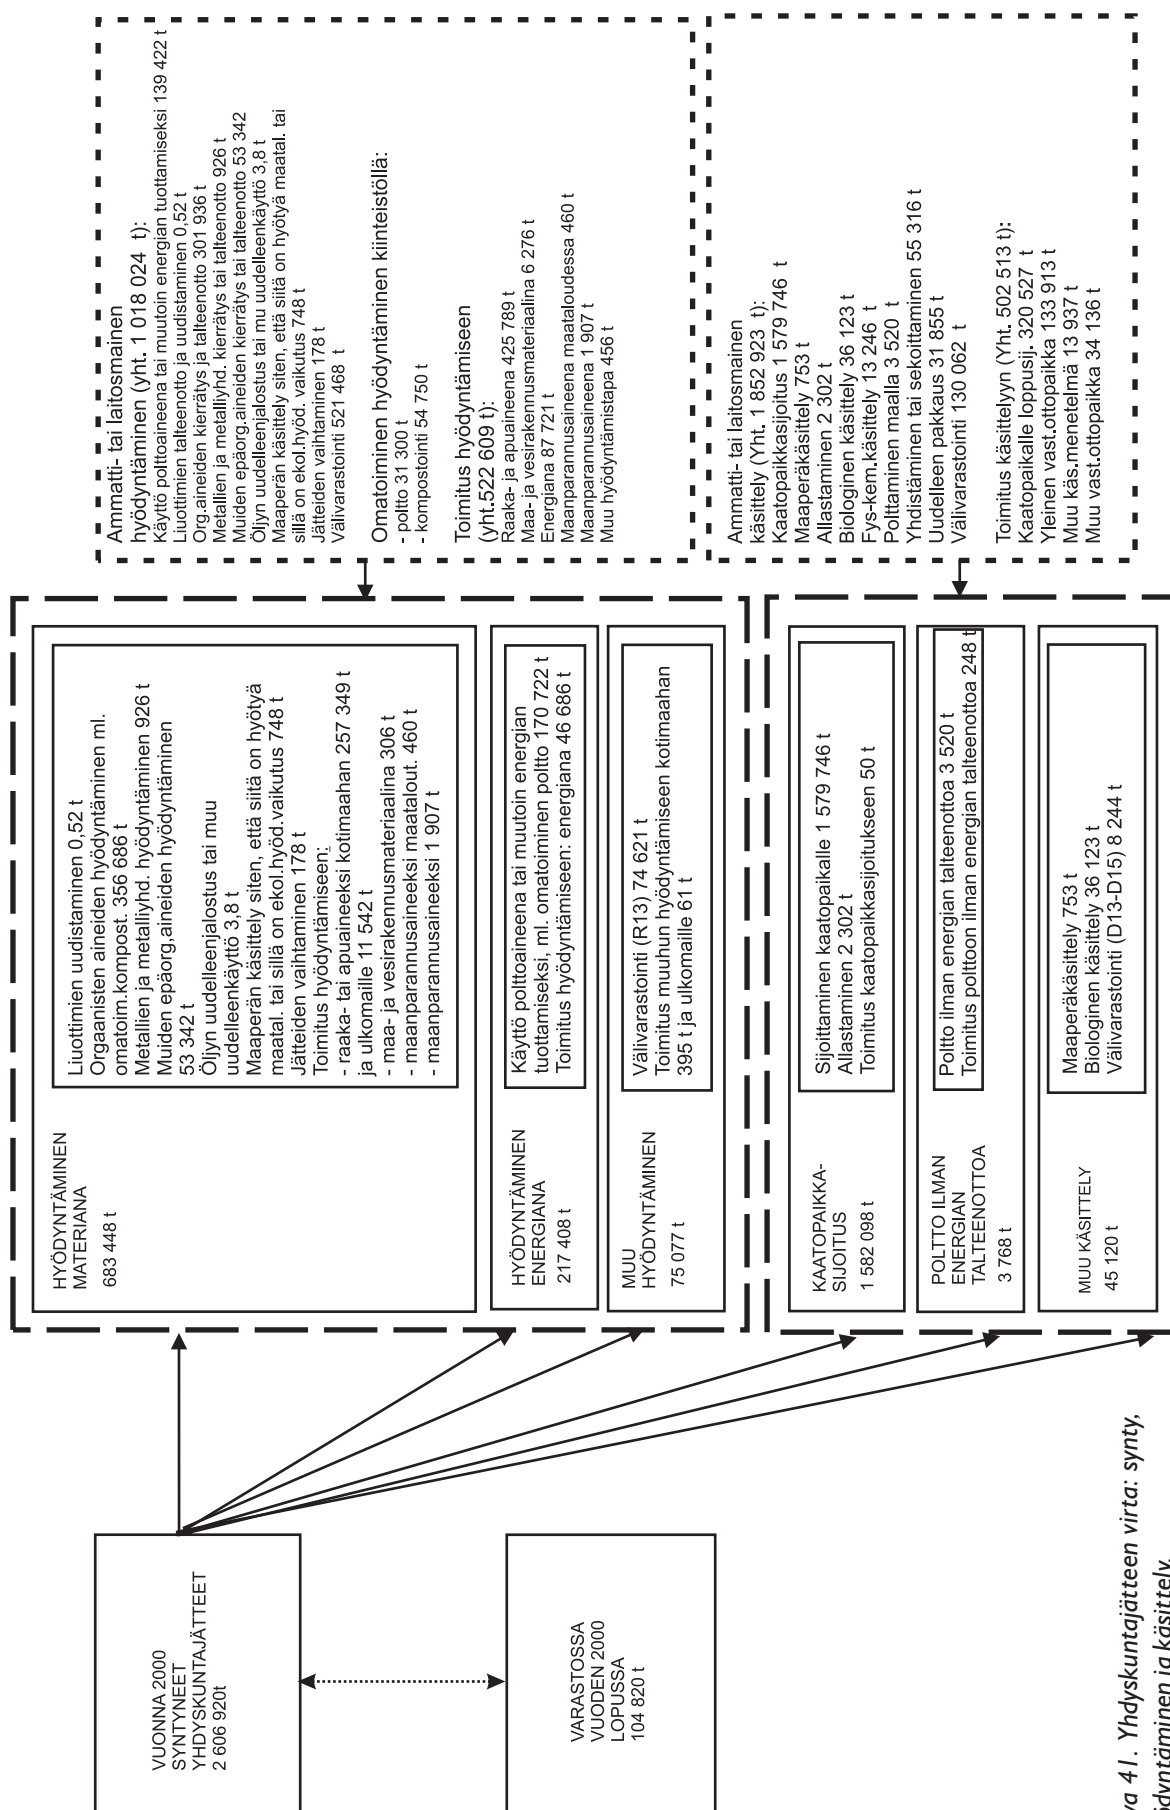 VUONNA 2000
SYNTYNEET
YHDYSKUNTAJÄTTEET
2 606 920t
VARASTOSSA
VUODEN 2000
LOPUSSA
104 820 t
HYÖDYNTÄMINEN
MATERIANA
683 448 t
Liuottimien uudistaminen 0,52 t
Organisten aineiden hyödyntäminen ml.
omatoim.kompost. 356 686 t
Metallien ja metalliyhd. hyödyntäminen 926 t
Muiden epäorg,aineiden hyödyntäminen
53 342 t
Öljyn uudelleenjalostus tai muu
uudelleenkäyttö 3,8 t
Maaperän käsittely siten, että siitä on hyötyä
maatal. tai sillä on ekol.hyöd.vaikutus 748 t
Jätteiden vaihtaminen 178 t
Toimitus hyödyntämiseen:
- raaka- tai apuaineeksi kotimaahan 257 349 t
ja ulkomaille 11 542 t
- maa- ja vesirakennusmateriaalina 306 t
- maanparannusaineeksi maatalout. 460 t
- maanparannusaineeksi 1 907 t
HYÖDYNTÄMINEN
ENERGIANA
217 408 t
Käyttö polttoaineena tai muutoin energian
tuottamiseksi, ml. omatoiminen poltto 170 722 t
Toimitus hyödyntämiseen: energiana 46 686 t
MUU
HYÖDYNTÄMINEN
75 077 t
Välivarastointi (R13) 74 621 t
Toimitus muuhun hyödyntämiseen kotimaahan
395 t ja ulkomaille 61 t
KAATOPAIKKA-
SIJOITUS
1 582 098 t
Sijoittaminen kaatopaikalle 1 579 746 t
Allastaminen 2 302 t
Toimitus kaatopaikkasijoitukseen 50 t
POLTTO ILMAN
ENERGIAN
TALTEENOTTOA
3 768 t
Poltto ilman energian talteenottoa 3 520 t
Toimitus polttoon ilman energian talteenottoa 248 t
MUU KÄSITTELY
45 120 t
Maaperäkäsittely 753 t
Biologinen käsittely 36 123 t
Välivarastointi (D13-D15) 8 244 t
Ammatti- tai laitosmainen
hyödyntäminen (yht. 1 018 024 t):
Käyttö polttoaineena tai muutoin energian tuottamiseksi 139 422 t
Liuottimien talteenotto ja uudistaminen 0,52 t
Org.aineiden kierrätys ja talteenotto 301 936 t
Metallien ja metalliyhd. kierrätys tai talteenotto 926 t
Muiden epäorg.aineiden kierrätys tai talteenotto 53 342
Öljyn uudelleenjalostus tai mu uudelleenkäyttö 3,8 t
Maaperän käsittely siten, että siitä on hyötyä maatal. tai
sillä on ekol.hyöd. vaikutus 748 t
Jätteiden vaihtaminen 178 t
Välivarastointi 521 468 t
Omatoiminen hyödyntäminen kiinteistöllä:
- poltto 31 300 t
- kompostointi 54 750 t
Toimitus hyödyntämiseen
(yht.522 609 t):
Raaka- ja apuaineena 425 789 t
Maa- ja vesirakennusmateriaalina 6 276 t
Energiana 87 721 t
Maanparannusaineena maataloudessa 460 t
Maanparannusaineena 1 907 t
Muu hyödyntämistapa 456 t
Ammatti- tai laitosmainen
käsittely (Yht. 1 852 923 t):
Kaatopaikkasijoitus 1 579 746 t
Maaperäkäsittely 753 t
Allastaminen 2 302 t
Biologinen käsittely 36 123 t
Fys-kem.käsittely 13 246 t
Polttaminen maalla 3 520 t
Yhdistäminen tai sekoittaminen 55 316 t
Uudelleen pakkaus 31 855 t
Välivarastointi 130 062 t
Toimitus käsittelyyn (Yht. 502 513 t):
Kaatopaikalle loppusij. 320 527 t
Yleinen vast.ottopaikka 133 913 t
Muu käs.menetelmä 13 937 t
Muu vast.ottopaikka 34 136 t
va 41. Yhdyskuntajätteen virta: synty,
ödyntäminen ja käsittely.